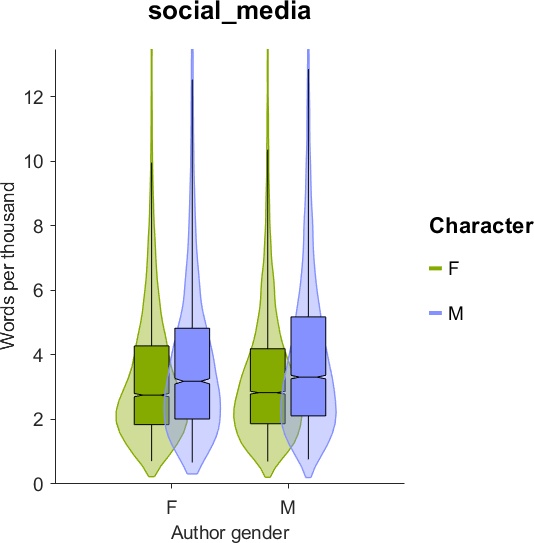 social_media
Words per thousand
12
10
8
6
4
2
0
F
M
Author gender
Character
F
M